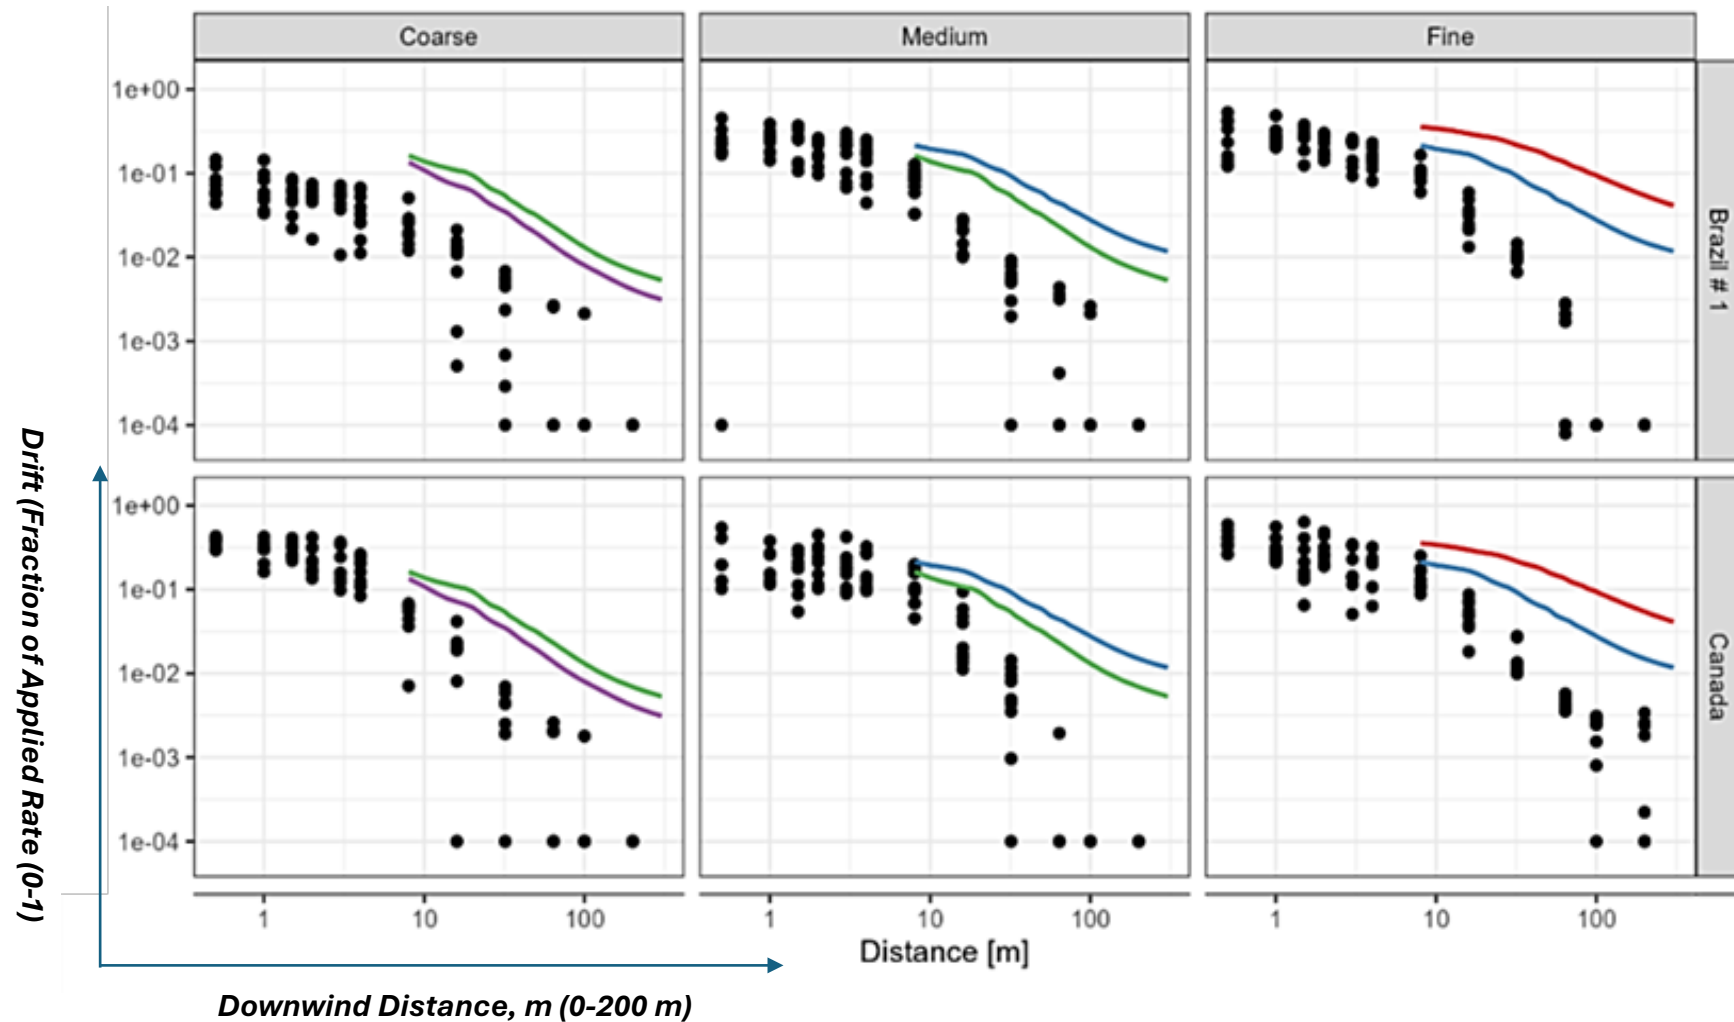 Coarse
Medium
Fine
1e+00
1e-01
1e-02
1e-03
1e-04
Brazil # 1
1e+00
1e-01
1e-02
1e-03
1e-04
Canada
1 10 100
1 10 100
1 10 100
Distance [m]
Drift (Fraction of Applied Rate (0-1)
Downwind Distance, m (0-200 m)